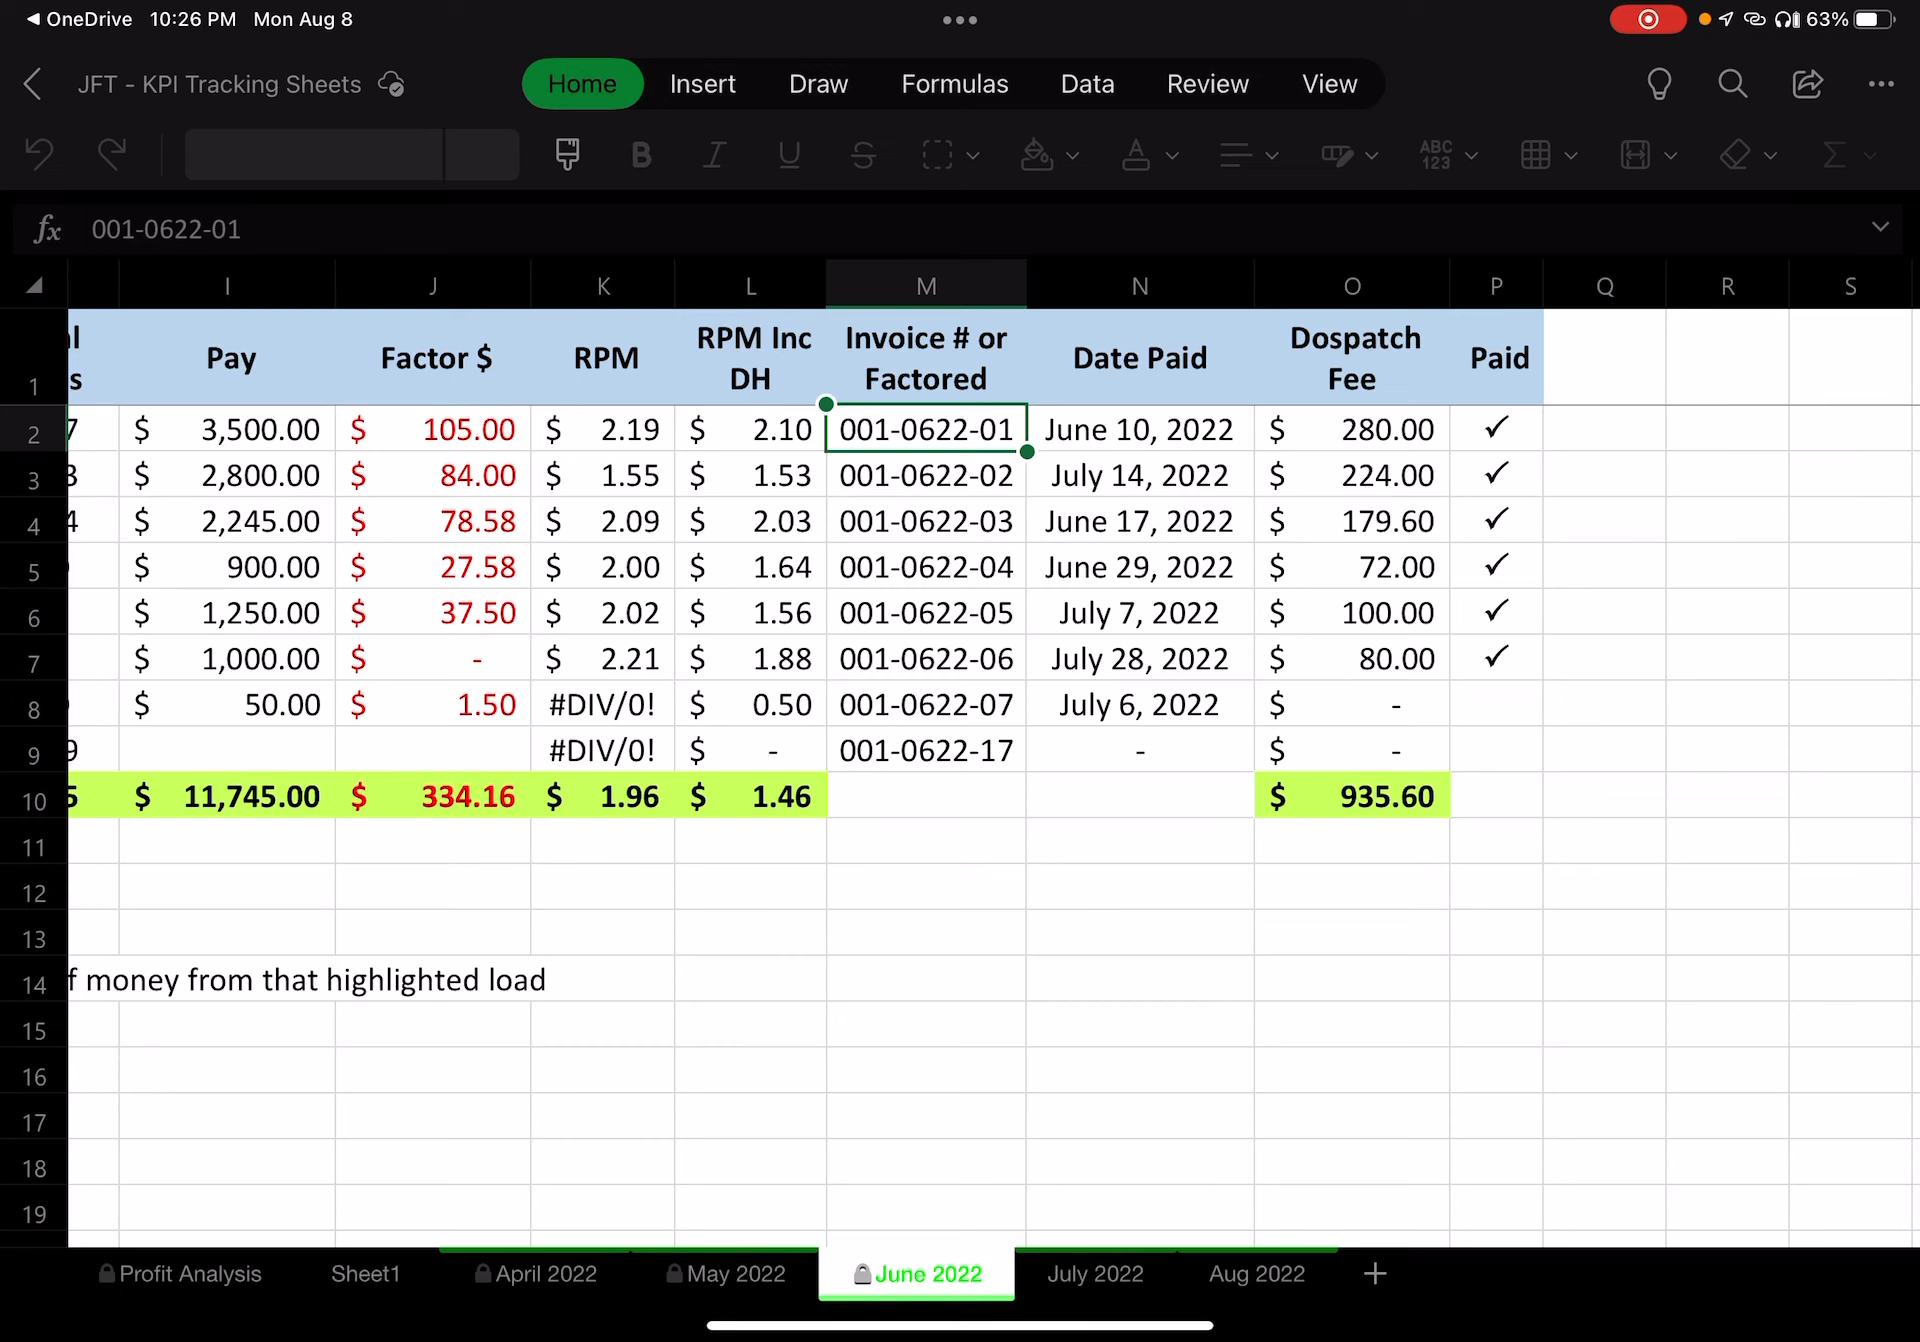 ◀ OneDrive 10:26 PM Mon Aug 8 63%
JFT - KPI Tracking Sheets Home Insert Draw Formulas Data Review View
B I U S A ABC 123 Σ
fx 001-0622-01
I J K L M N O P Q R S
1 l s Pay Factor $ RPM RPM Inc DH Invoice # or Factored Date Paid Dospatch Fee Paid
2 7 $ 3,500.00 $ 105.00 $ 2.19 $ 2.10 001-0622-01 June 10, 2022 $ 280.00 ✓
3 3 $ 2,800.00 $ 84.00 $ 1.55 $ 1.53 001-0622-02 July 14, 2022 $ 224.00 ✓
4 4 $ 2,245.00 $ 78.58 $ 2.09 $ 2.03 001-0622-03 June 17, 2022 $ 179.60 ✓
5 $ 900.00 $ 27.58 $ 2.00 $ 1.64 001-0622-04 June 29, 2022 $ 72.00 ✓
6 $ 1,250.00 $ 37.50 $ 2.02 $ 1.56 001-0622-05 July 7, 2022 $ 100.00 ✓
7 $ 1,000.00 $ - $ 2.21 $ 1.88 001-0622-06 July 28, 2022 $ 80.00 ✓
8 $ 50.00 $ 1.50 #DIV/0! $ 0.50 001-0622-07 July 6, 2022 $ -
9 9 #DIV/0! $ - 001-0622-17 - $ -
10 5 $ 11,745.00 $ 334.16 $ 1.96 $ 1.46 $ 935.60
11
12
13
14 f money from that highlighted load
15
16
17
18
19
Profit Analysis Sheet1 April 2022 May 2022 June 2022 July 2022 Aug 2022 +